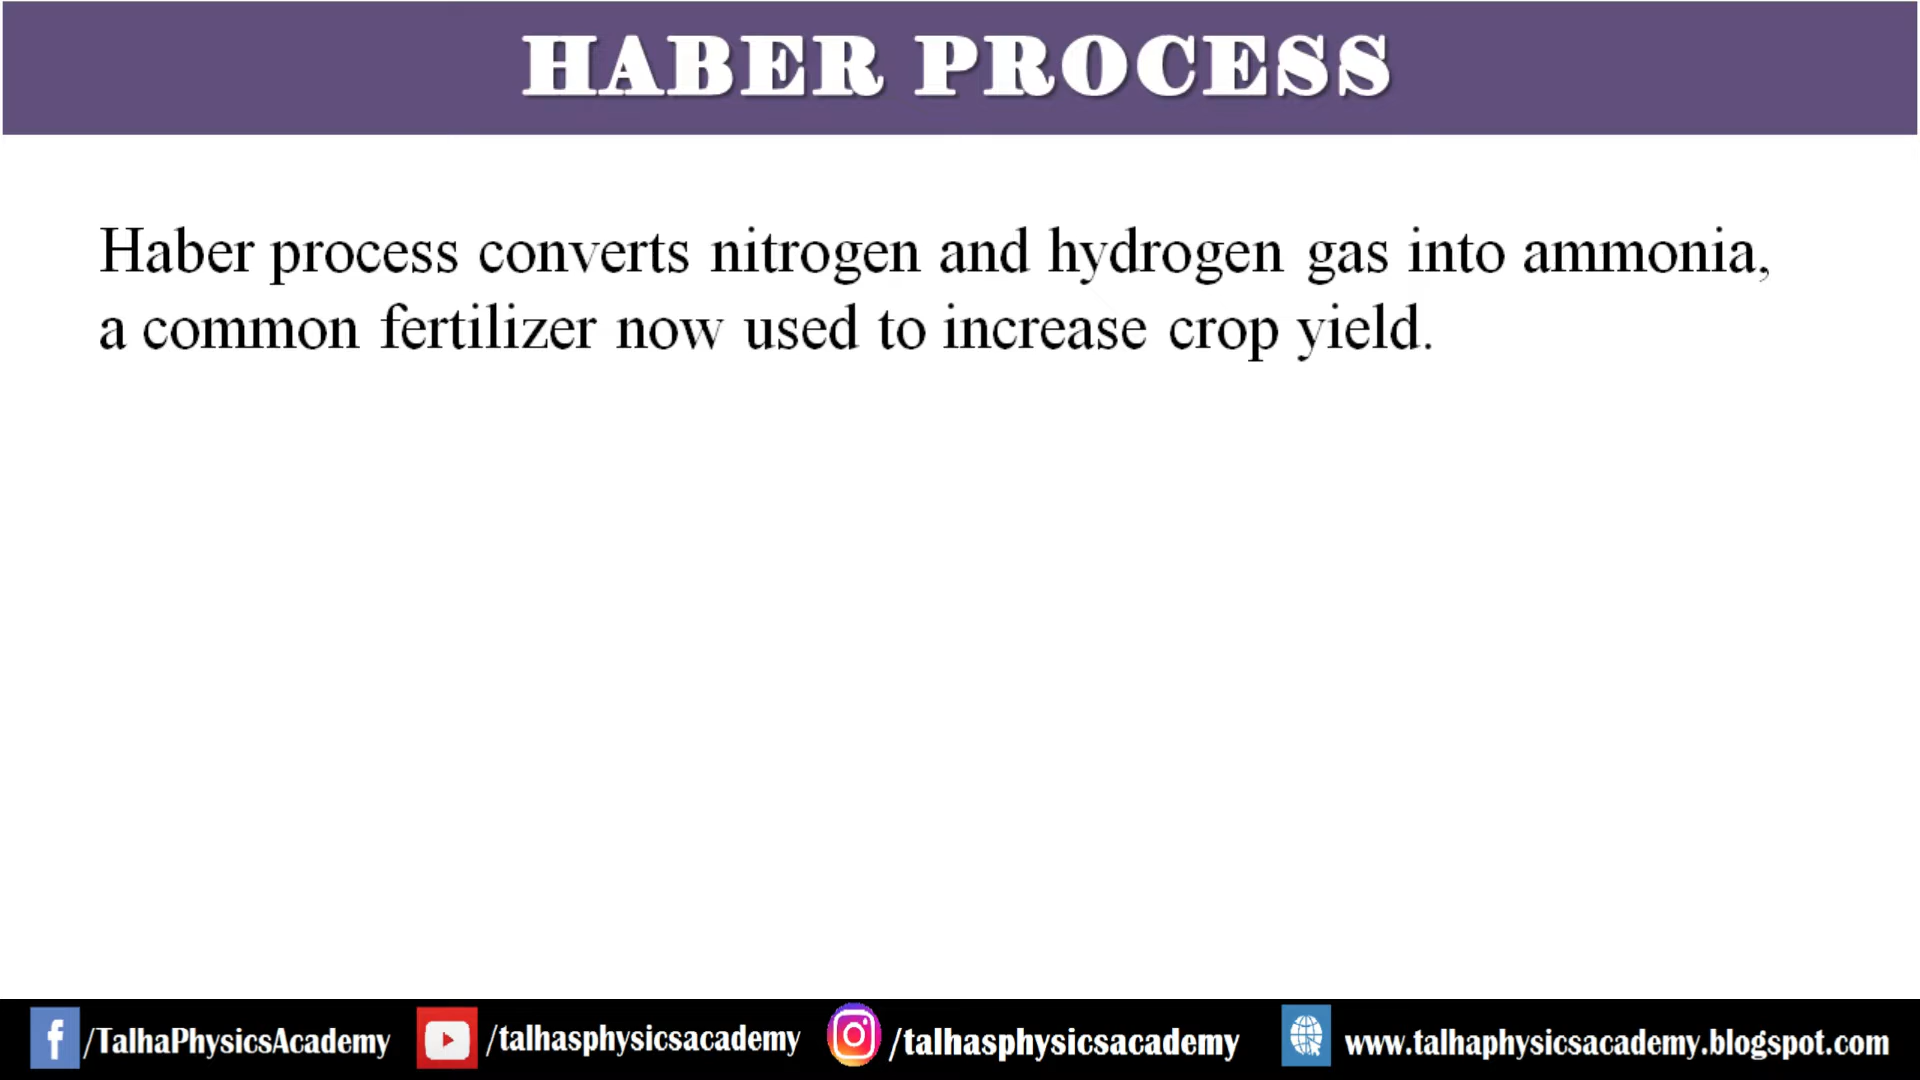 HABER PROCESS
Haber process converts nitrogen and hydrogen gas into ammonia,
a common fertilizer now used to increase crop yield.
/TalhaPhysicsAcademy /talhasphysicsacademy /talhasphysicsacademy www.talhaphysicsacademy.blogspot.com